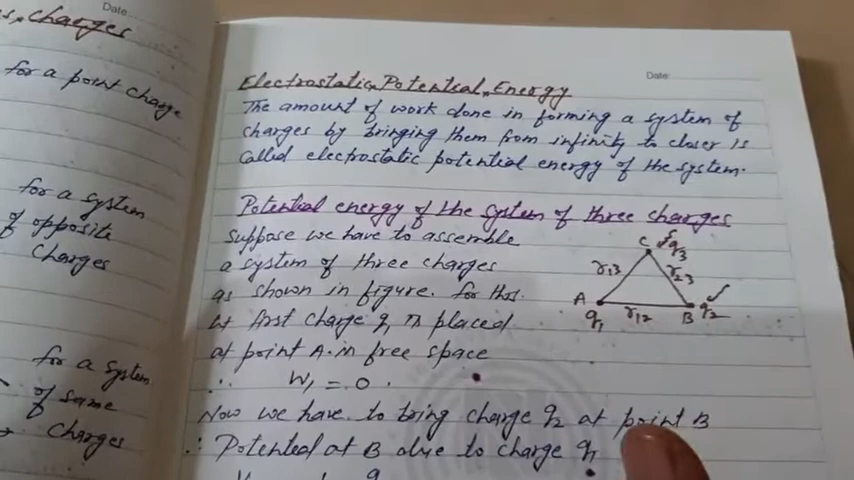 Date
charges
for a point charge
for a system
of opposite
charges
for a system
of same
charges
Date:
Electrostatic Potential Energy
The amount of work done in forming a system of
charges by bringing them from infinity to closer is
called electrostatic potential energy of the system.
Potential energy of the system of three charges
Suppose we have to assemble
a system of three charges
as shown in figure. for this
let first charge q1 is placed
at point A in free space
∴ W1 = 0.
Now we have to bring charge q2 at point B
∴ Potential at B due to charge q1
C q3
r13 r23
A B q2
q1 r12